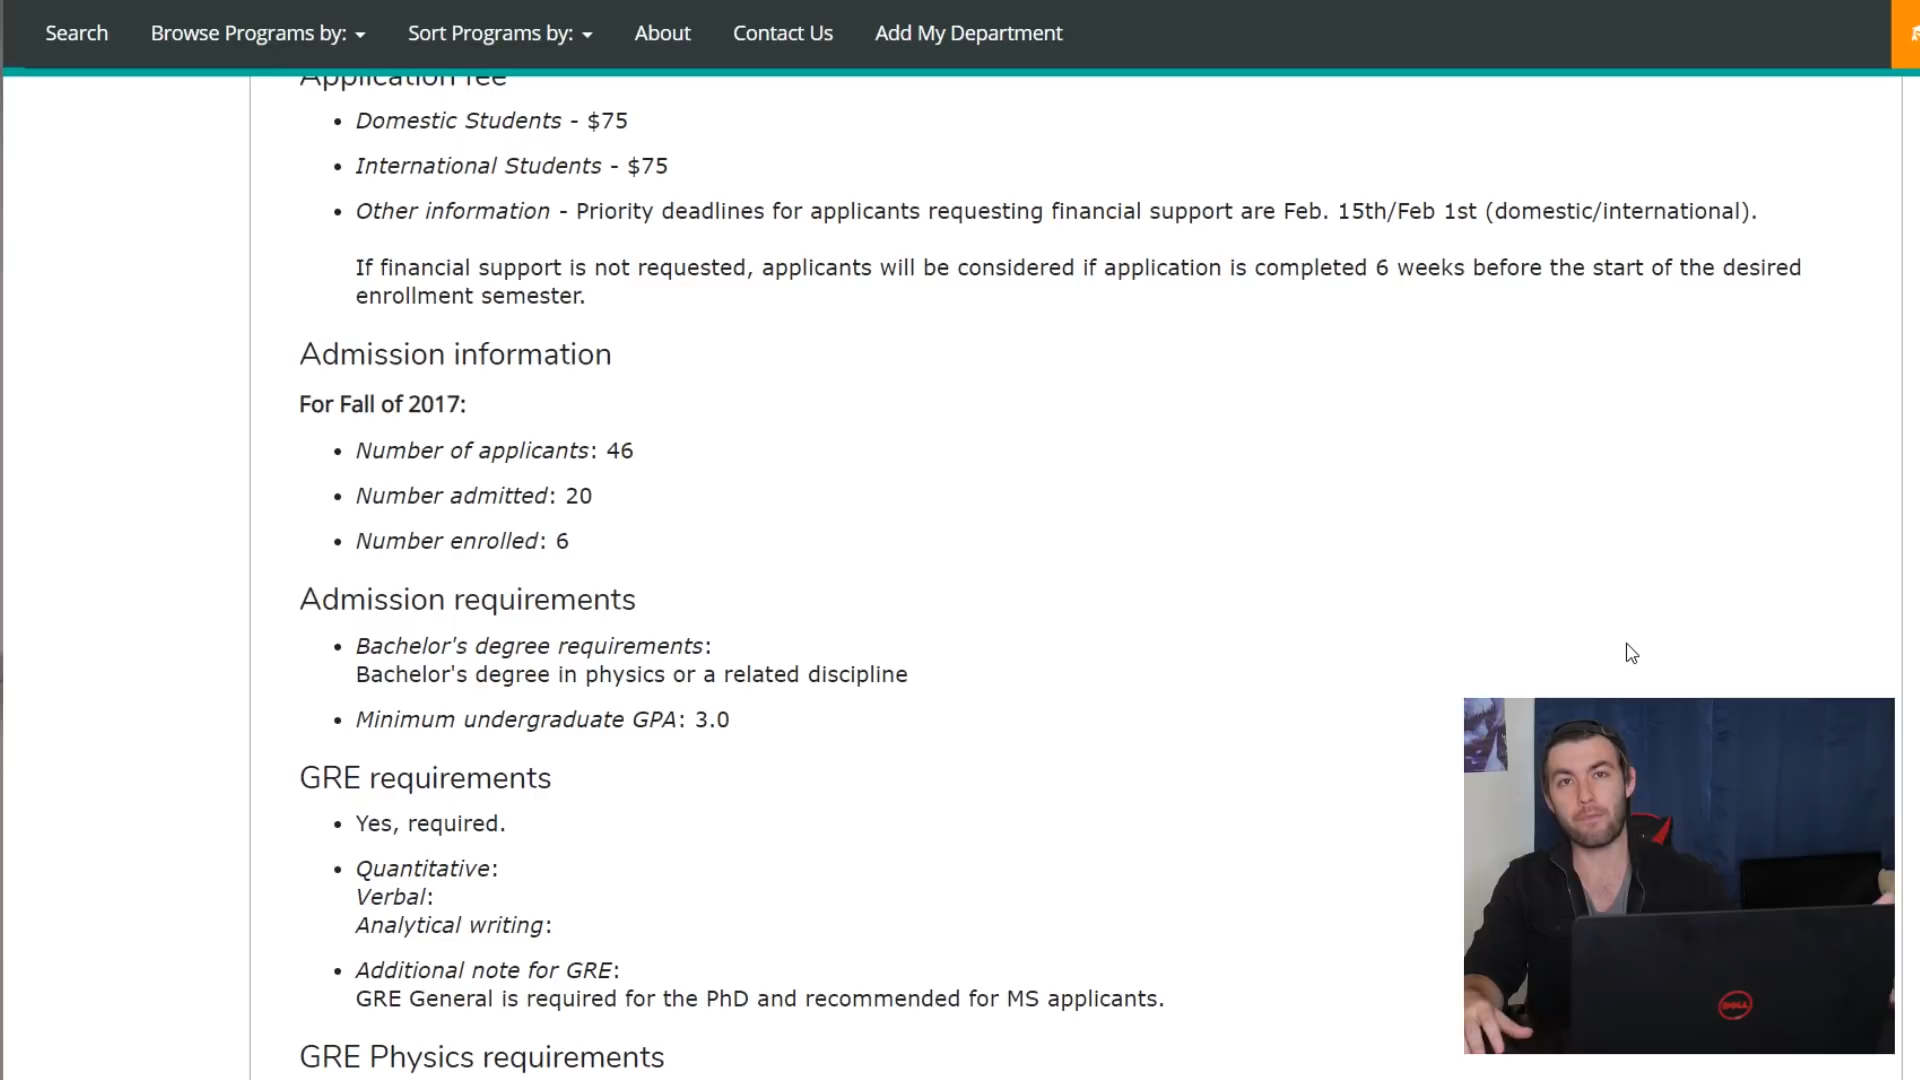 Search Browse Programs by: Sort Programs by: About Contact Us Add My Department
Application fee
Domestic Students - $75
International Students - $75
Other information - Priority deadlines for applicants requesting financial support are Feb. 15th/Feb 1st (domestic/international).
If financial support is not requested, applicants will be considered if application is completed 6 weeks before the start of the desired
enrollment semester.
Admission information
For Fall of 2017:
Number of applicants: 46
Number admitted: 20
Number enrolled: 6
Admission requirements
Bachelor's degree requirements:
Bachelor's degree in physics or a related discipline
Minimum undergraduate GPA: 3.0
GRE requirements
Yes, required.
Quantitative:
Verbal:
Analytical writing:
Additional note for GRE:
GRE General is required for the PhD and recommended for MS applicants.
GRE Physics requirements
DELL